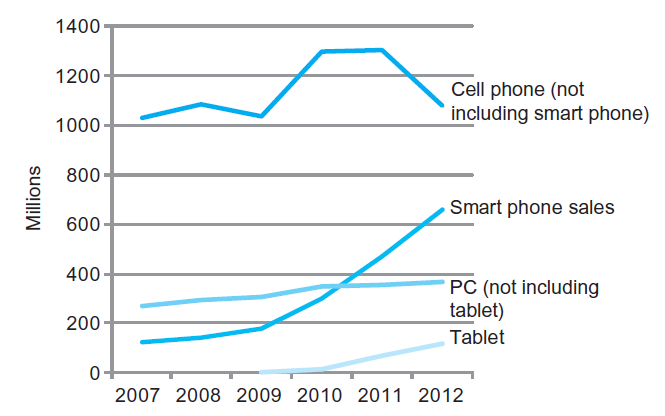 1400
1200
1000
800
600
400
200
0
Millions
Cell phone (not
including smart phone)
Smart phone sales
PC (not including
tablet)
Tablet
2007 2008 2009 2010 2011 2012